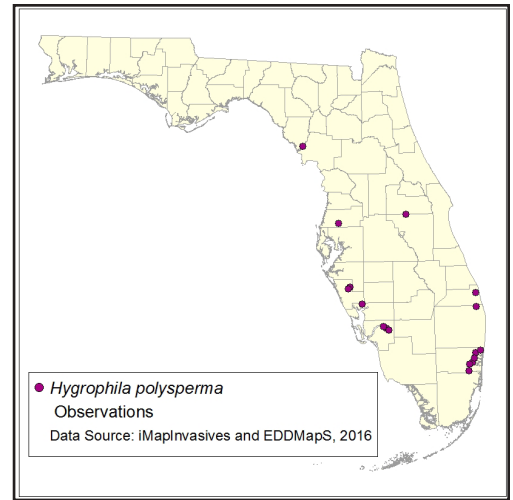 Hygrophila polysperma
Observations
Data Source: iMapInvasives and EDDMapS, 2016